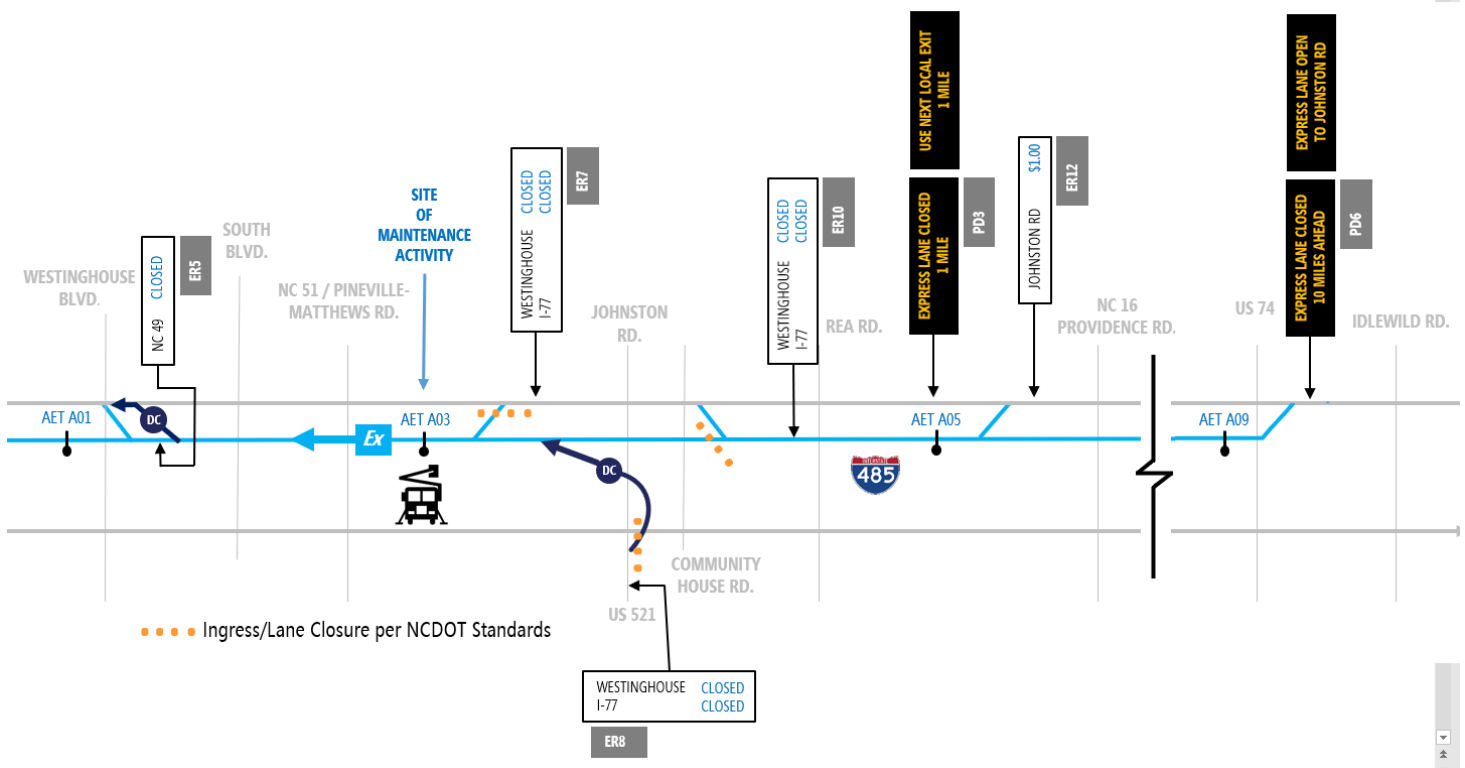 USE NEXT LOCAL EXIT
1 MILE
EXPRESS LANE OPEN
TO JOHNSTON RD
EXPRESS LANE CLOSED
1 MILE
PD3
EXPRESS LANE CLOSED
10 MILES AHEAD
PD6
JOHNSTON RD $1.00
ER12
WESTINGHOUSE CLOSED
I-77 CLOSED
ER7
WESTINGHOUSE CLOSED
I-77 CLOSED
ER10
SITE
OF
MAINTENANCE
ACTIVITY
NC 49 CLOSED
ER5
WESTINGHOUSE
BLVD.
SOUTH
BLVD.
NC 51 / PINEVILLE-
MATTHEWS RD.
JOHNSTON
RD.
REA RD.
NC 16
PROVIDENCE RD.
US 74
IDLEWILD RD.
AET A01
DC
AET A03
AET A05
AET A09
Ex
DC
INTERSTATE
485
COMMUNITY
HOUSE RD.
US 521
Ingress/Lane Closure per NCDOT Standards
WESTINGHOUSE CLOSED
I-77 CLOSED
ER8